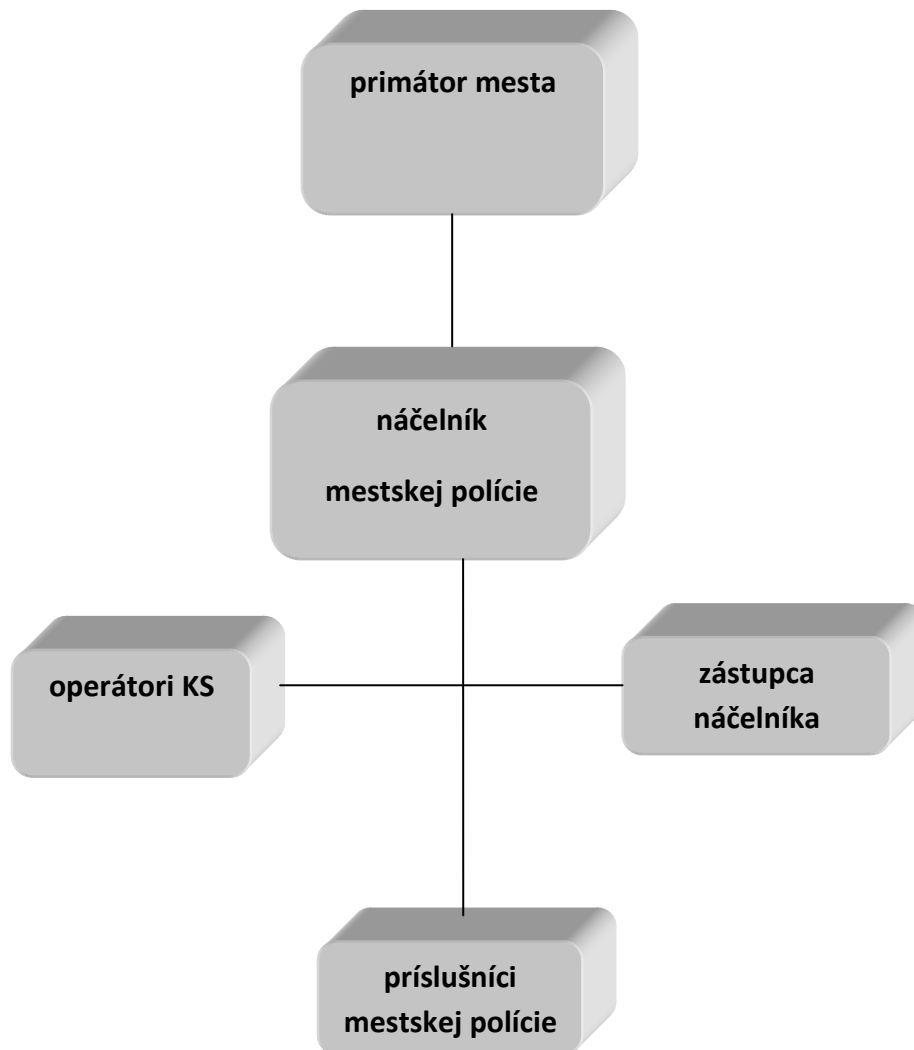 primátor mesta
náčelník
mestskej polície
operátori KS
zástupca
náčelníka
príslušníci
mestskej polície